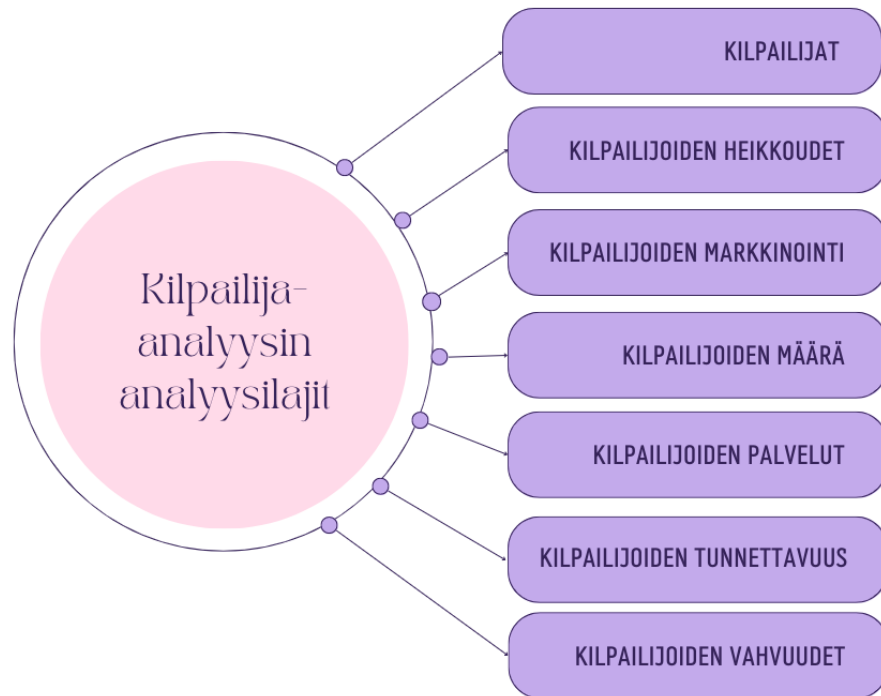 Kilpailija-
analyysin
analyysilajit
KILPAILIJAT
KILPAILIJOIDEN HEIKKOUDET
KILPAILIJOIDEN MARKKINOINTI
KILPAILIJOIDEN MÄÄRÄ
KILPAILIJOIDEN PALVELUT
KILPAILIJOIDEN TUNNETTAVUUS
KILPAILIJOIDEN VAHVUUDET